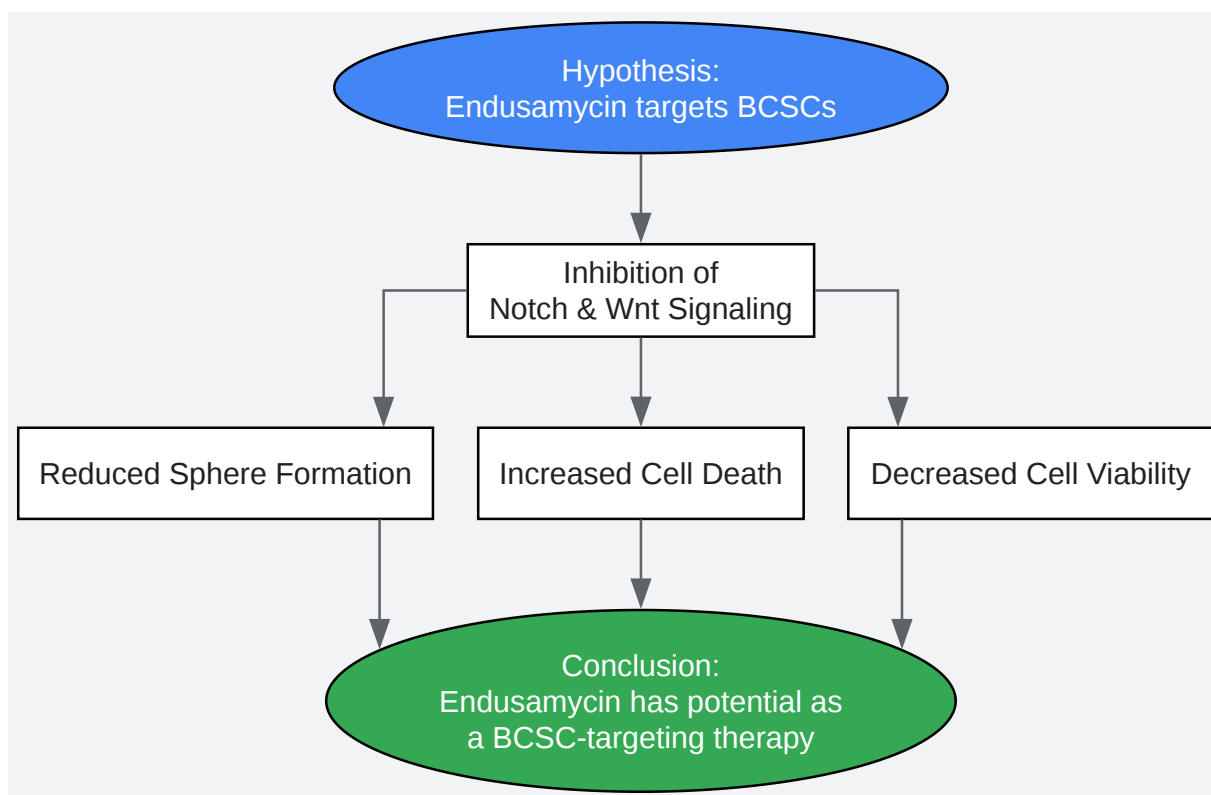 Hypothesis:
Endusamycin targets BCSCs
Inhibition of
Notch & Wnt Signaling
Reduced Sphere Formation
Increased Cell Death
Decreased Cell Viability
Conclusion:
Endusamycin has potential as
a BCSC-targeting therapy